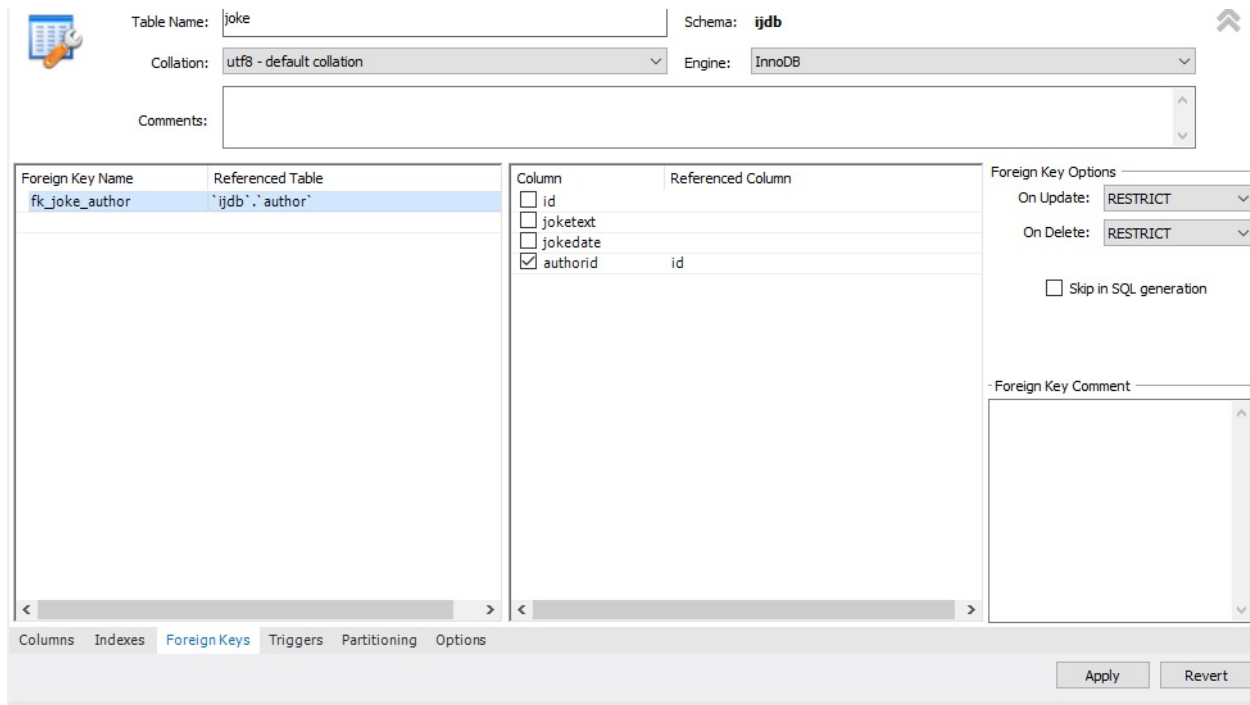 Table Name: joke Schema: ijdb
Collation: utf8 - default collation Engine: InnoDB
Comments:
Foreign Key Name Referenced Table
fk_joke_author `ijdb`.`author`
Column Referenced Column
id
joketext
jokedate
authorid id
Foreign Key Options
On Update: RESTRICT
On Delete: RESTRICT
Skip in SQL generation
Foreign Key Comment
Columns Indexes Foreign Keys Triggers Partitioning Options
Apply Revert